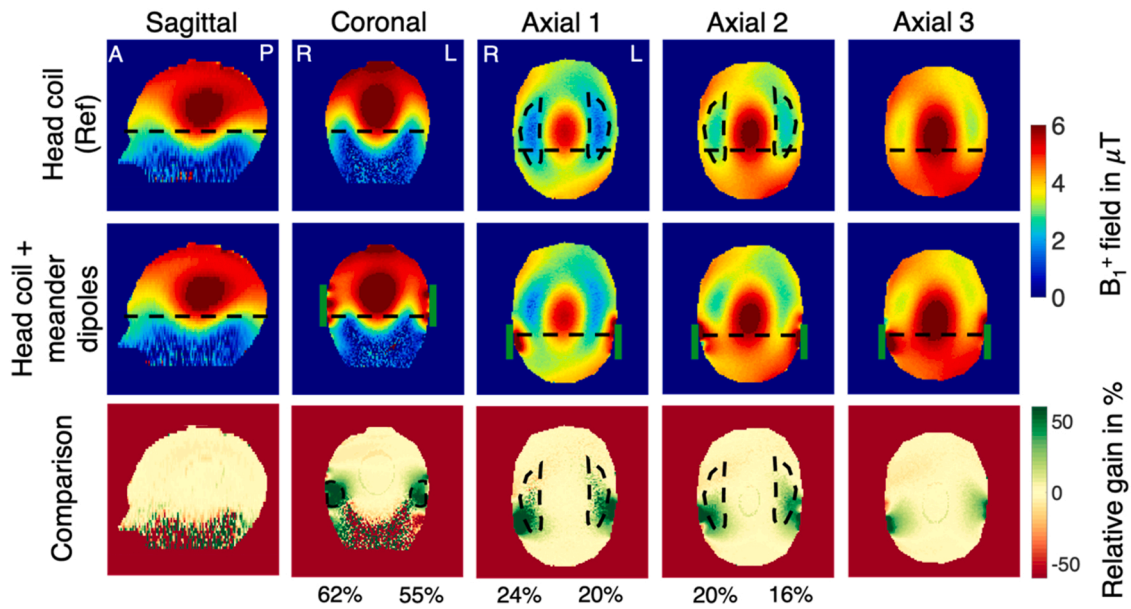 Sagittal Coronal Axial 1 Axial 2 Axial 3
A P R L R L
Head coil
(Ref)
6
4
2
0
B₁⁺ field in µT
Head coil +
meander
dipoles
Comparison
50
0
-50
Relative gain in %
62% 55% 24% 20% 20% 16%